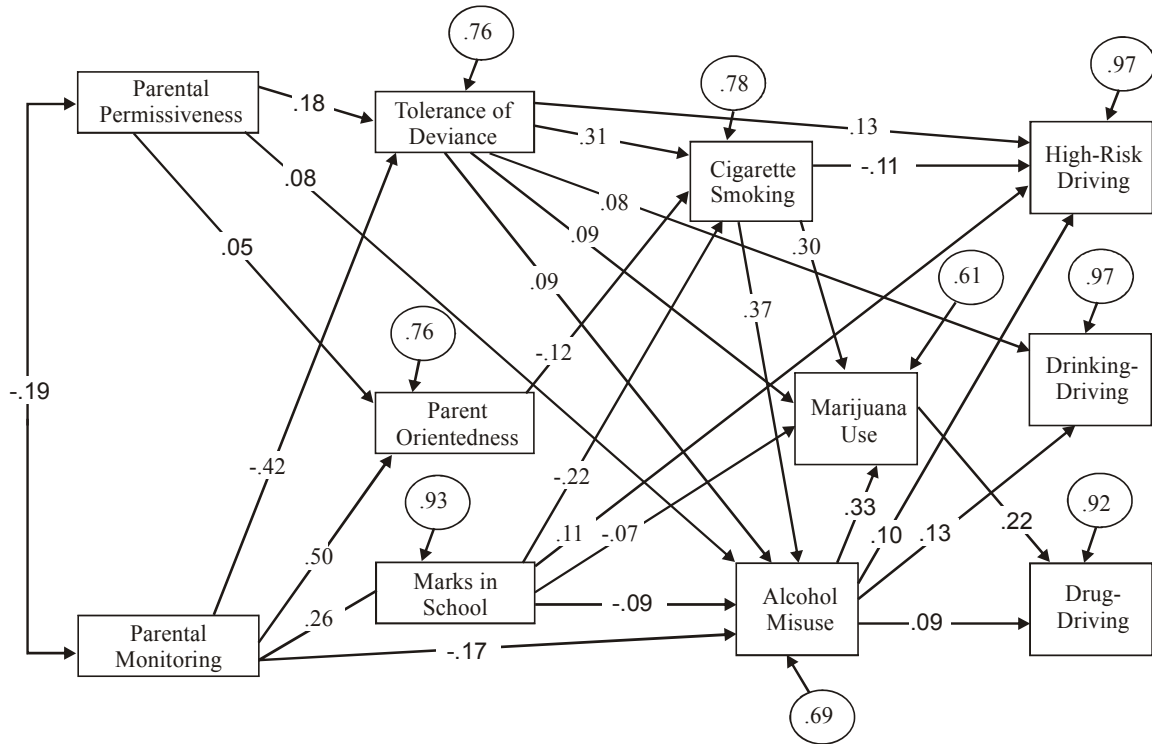 .76
.97
.78
Parental
Permissiveness
.18
Tolerance of
Deviance
.13
.31
Cigarette
Smoking
-.11
High-Risk
Driving
.08
.08
.09
.30
.05
.09
.61
.97
.37
.76
-.12
-.19
Drinking-
Driving
Parent
Orientedness
Marijuana
Use
-.42
-.22
.93
.92
.33
.22
.50
.11
-.07
.10
.13
Marks in
School
.26
-.09
Alcohol
Misuse
.09
Drug-
Driving
Parental
Monitoring
-.17
.69